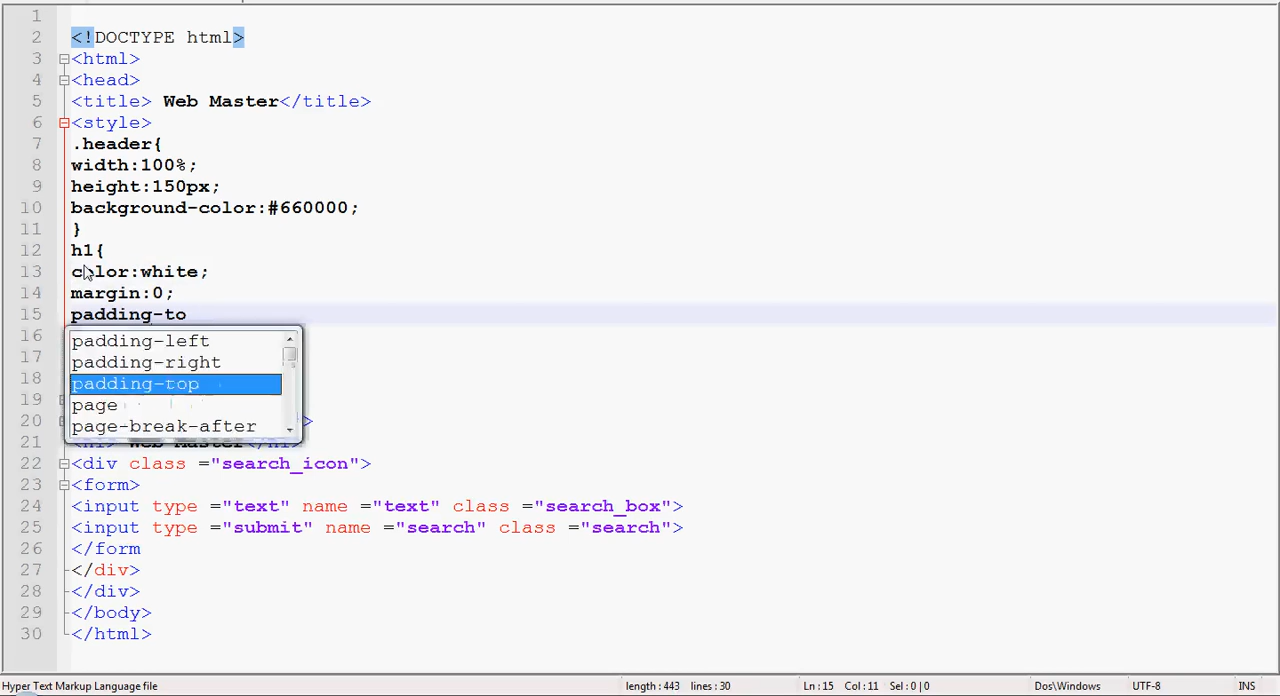 1
2 <!DOCTYPE html>
3 <html>
4 <head>
5 <title> Web Master</title>
6 <style>
7 .header{
8 width:100%;
9 height:150px;
10 background-color:#660000;
11 }
12 h1{
13 color:white;
14 margin:0;
15 padding-to
16
17
18
19
20 >
21 Web Master
padding-left
padding-right
padding-top
page
page-break-after
22 <div class ="search_icon">
23 <form>
24 <input type ="text" name ="text" class ="search_box">
25 <input type ="submit" name ="search" class ="search">
26 </form
27 </div>
28 </div>
29 </body>
30 </html>
Hyper Text Markup Language file length : 443 lines : 30 Ln : 15 Col : 11 Sel : 0 | 0 Dos\Windows UTF-8 INS